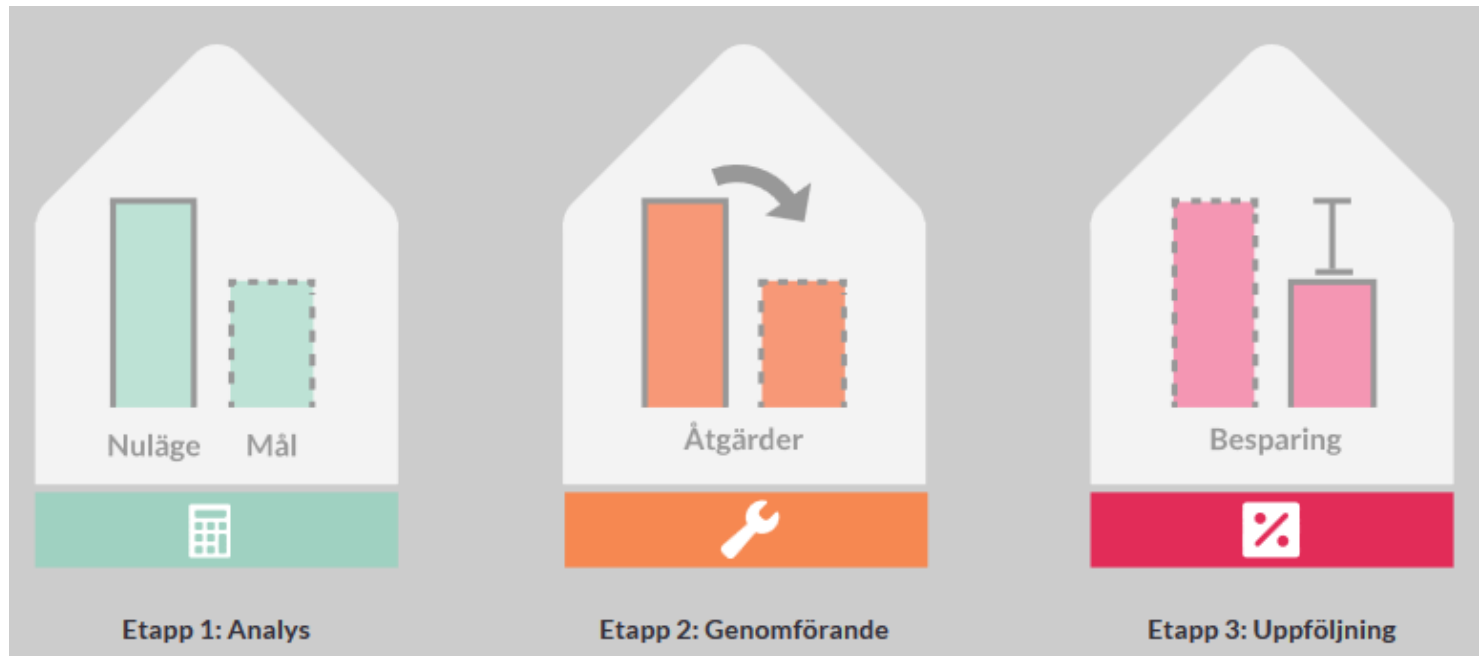 Nuläge Mål
Åtgärder
Besparing
Etapp 1: Analys
Etapp 2: Genomförande
Etapp 3: Uppföljning